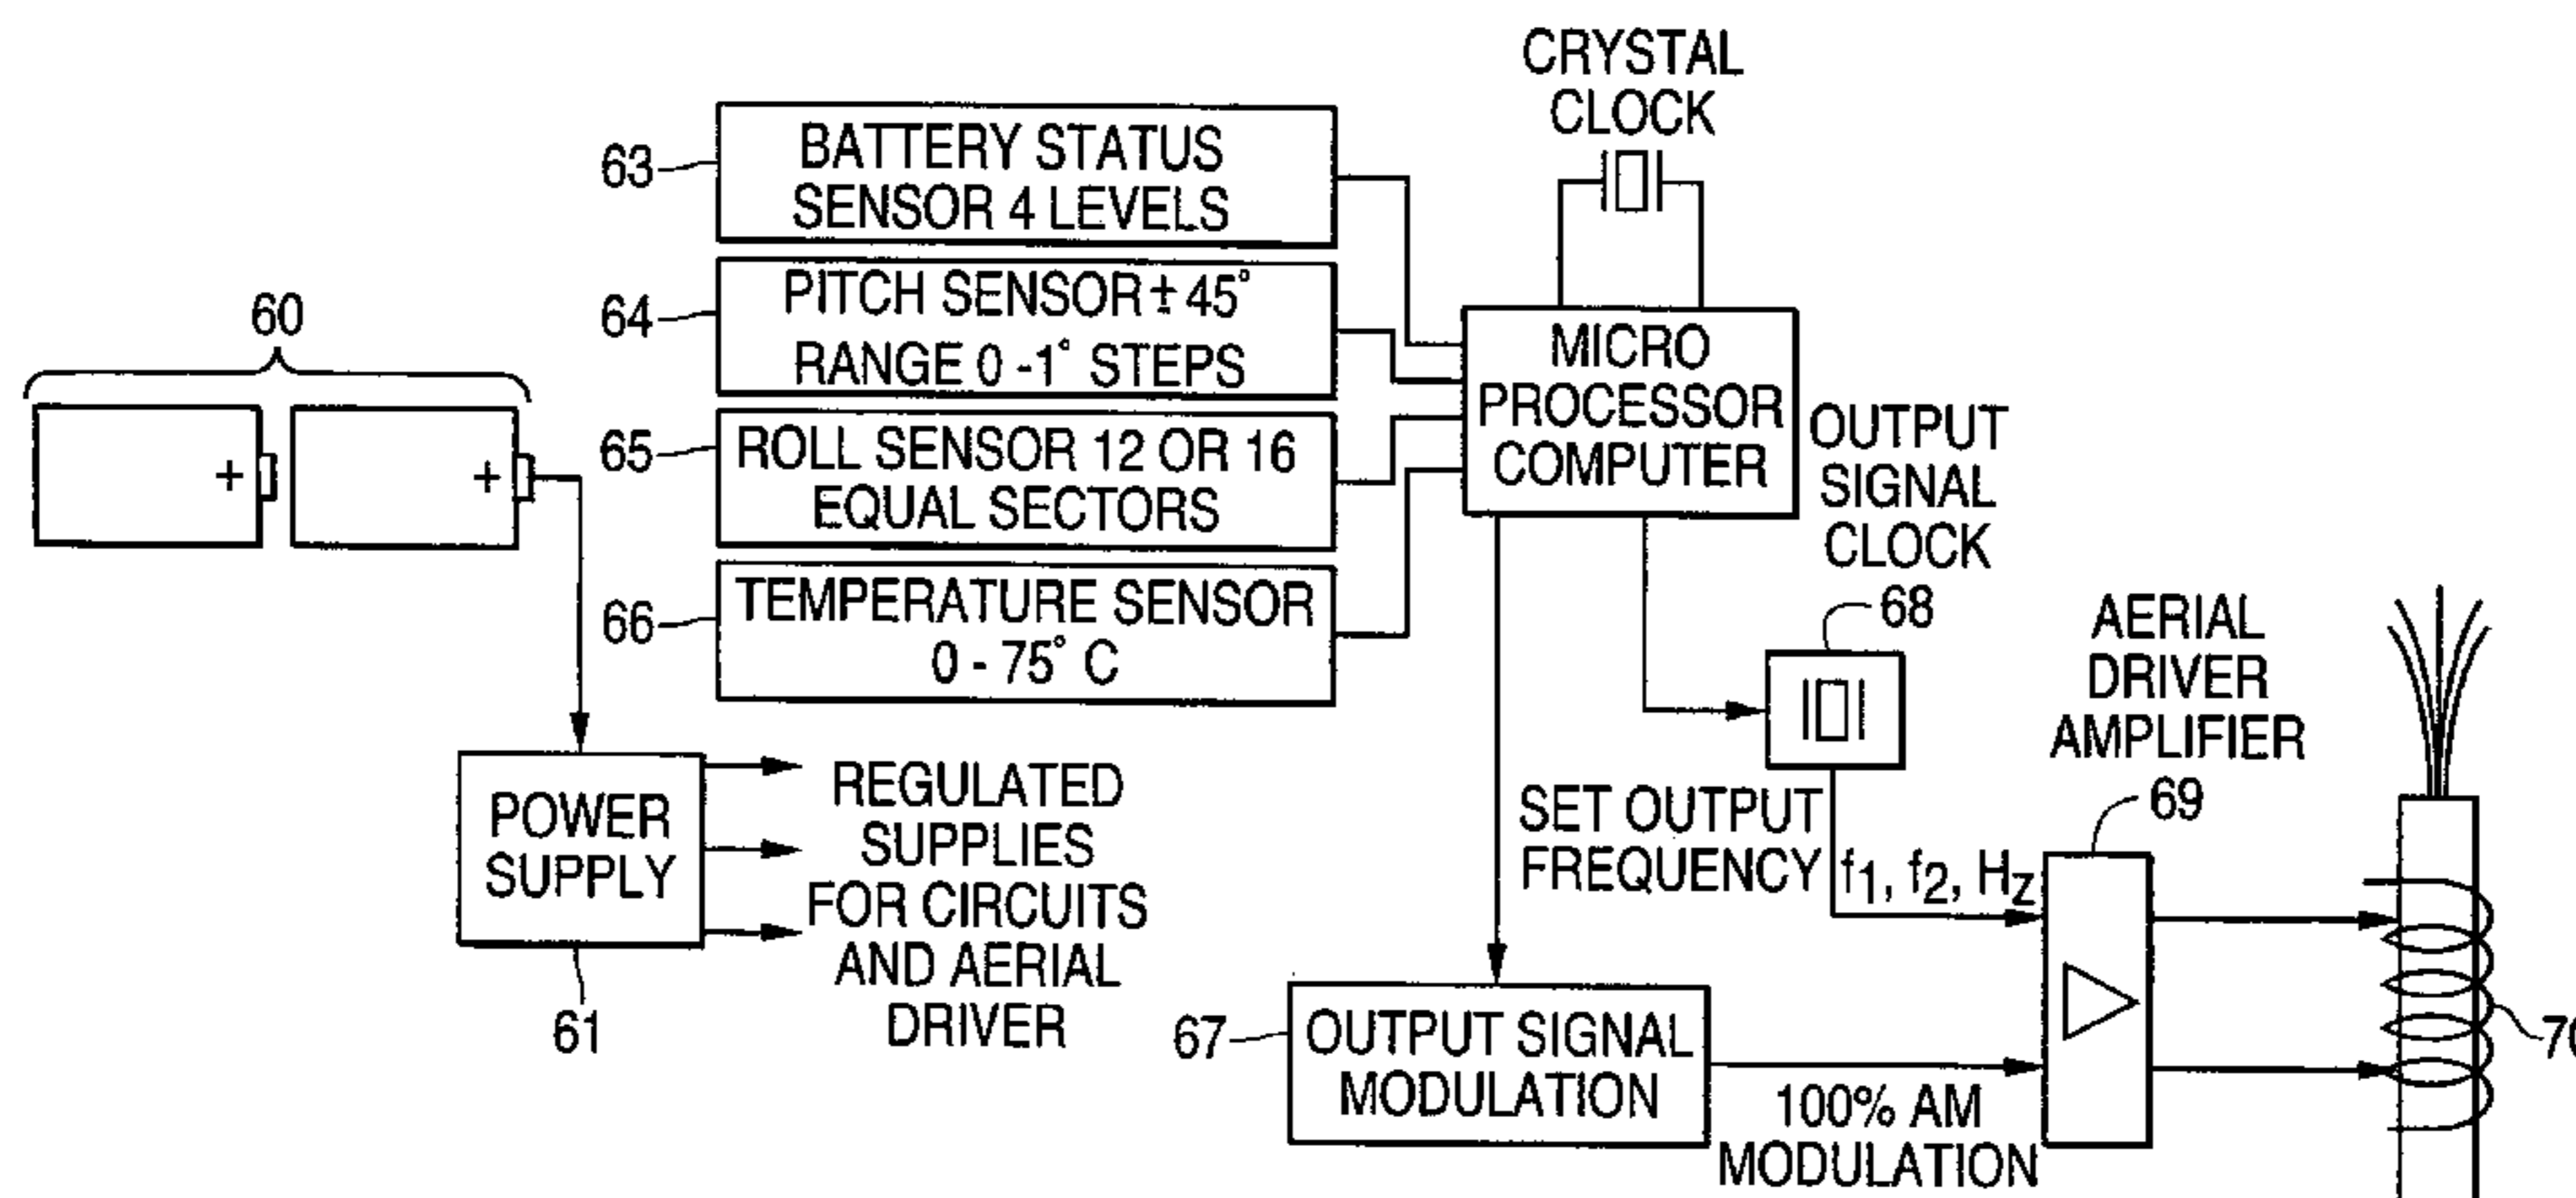 CRYSTAL
CLOCK
63
BATTERY STATUS
SENSOR 4 LEVELS
64
PITCH SENSOR ± 45°
RANGE 0 -1° STEPS
65
ROLL SENSOR 12 OR 16
EQUAL SECTORS
66
TEMPERATURE SENSOR
0 - 75° C
MICRO
PROCESSOR
COMPUTER
60
+
+
OUTPUT
SIGNAL
CLOCK
68
POWER
SUPPLY
61
REGULATED
SUPPLIES
FOR CIRCUITS
AND AERIAL
DRIVER
SET OUTPUT
FREQUENCY
f1, f2, Hz
AERIAL
DRIVER
AMPLIFIER
69
67
OUTPUT SIGNAL
MODULATION
100% AM
MODULATION